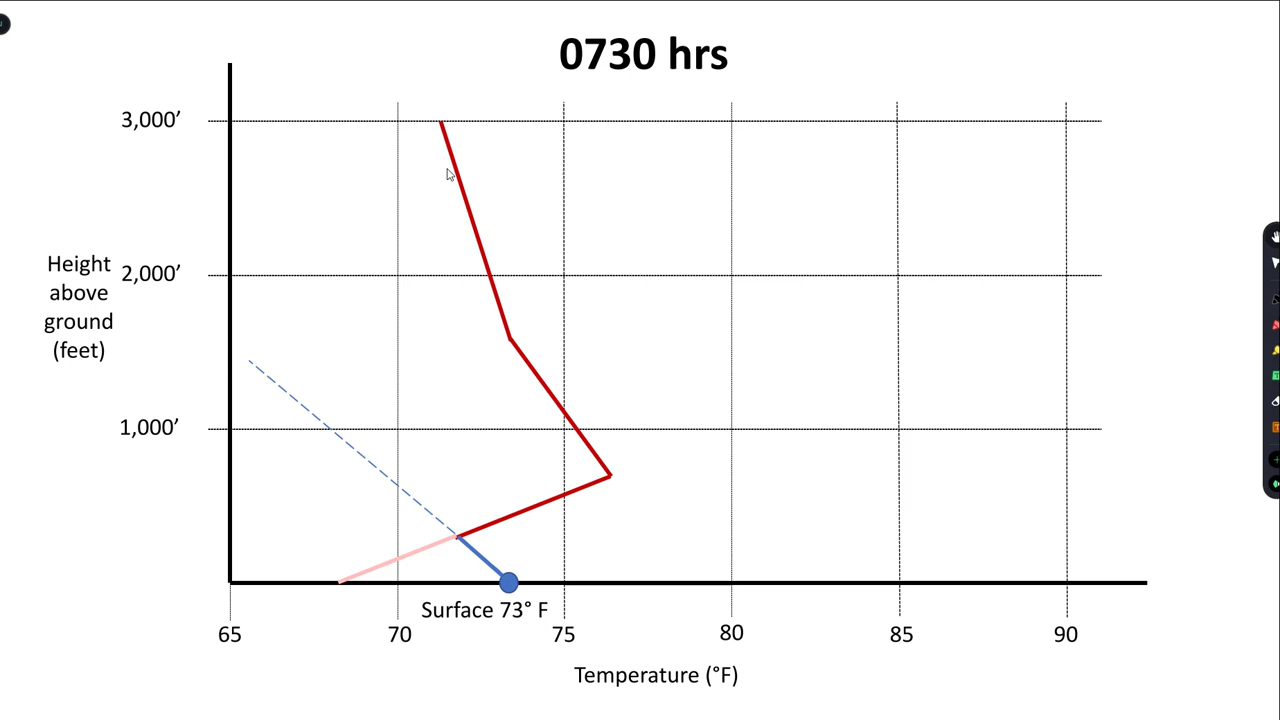 0730 hrs
3,000’
Height
above
ground
(feet)
2,000’
1,000’
Surface 73° F
65
70
75
80
85
90
Temperature (°F)